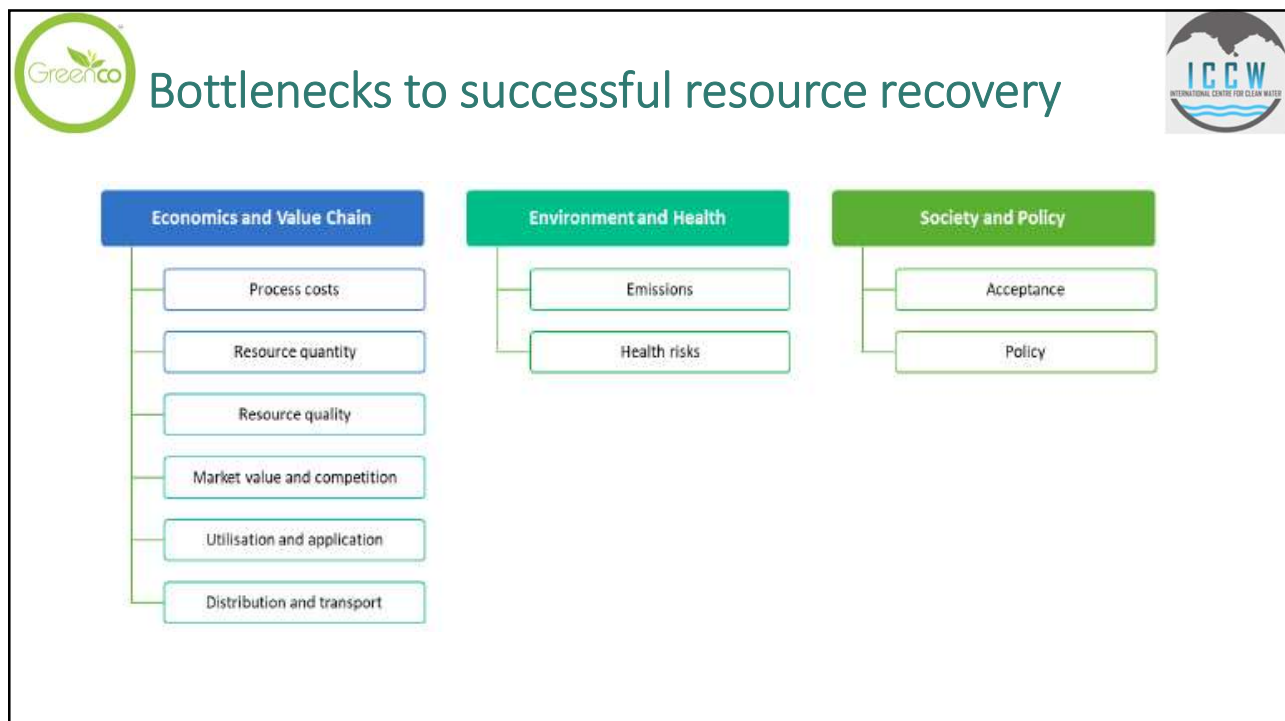 Greenco
Bottlenecks to successful resource recovery
ICCW
INTERNATIONAL CENTRE FOR CLEAN WATER
Economics and Value Chain
Process costs
Resource quantity
Resource quality
Market value and competition
Utilisation and application
Distribution and transport
Environment and Health
Emissions
Health risks
Society and Policy
Acceptance
Policy